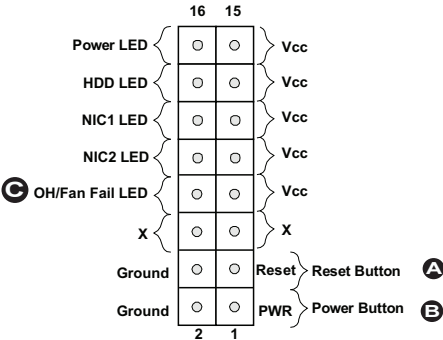 16 15
Power LED Vcc
HDD LED Vcc
NIC1 LED Vcc
NIC2 LED Vcc
C OH/Fan Fail LED Vcc
X X
Ground Reset Reset Button A
Ground PWR Power Button B
2 1